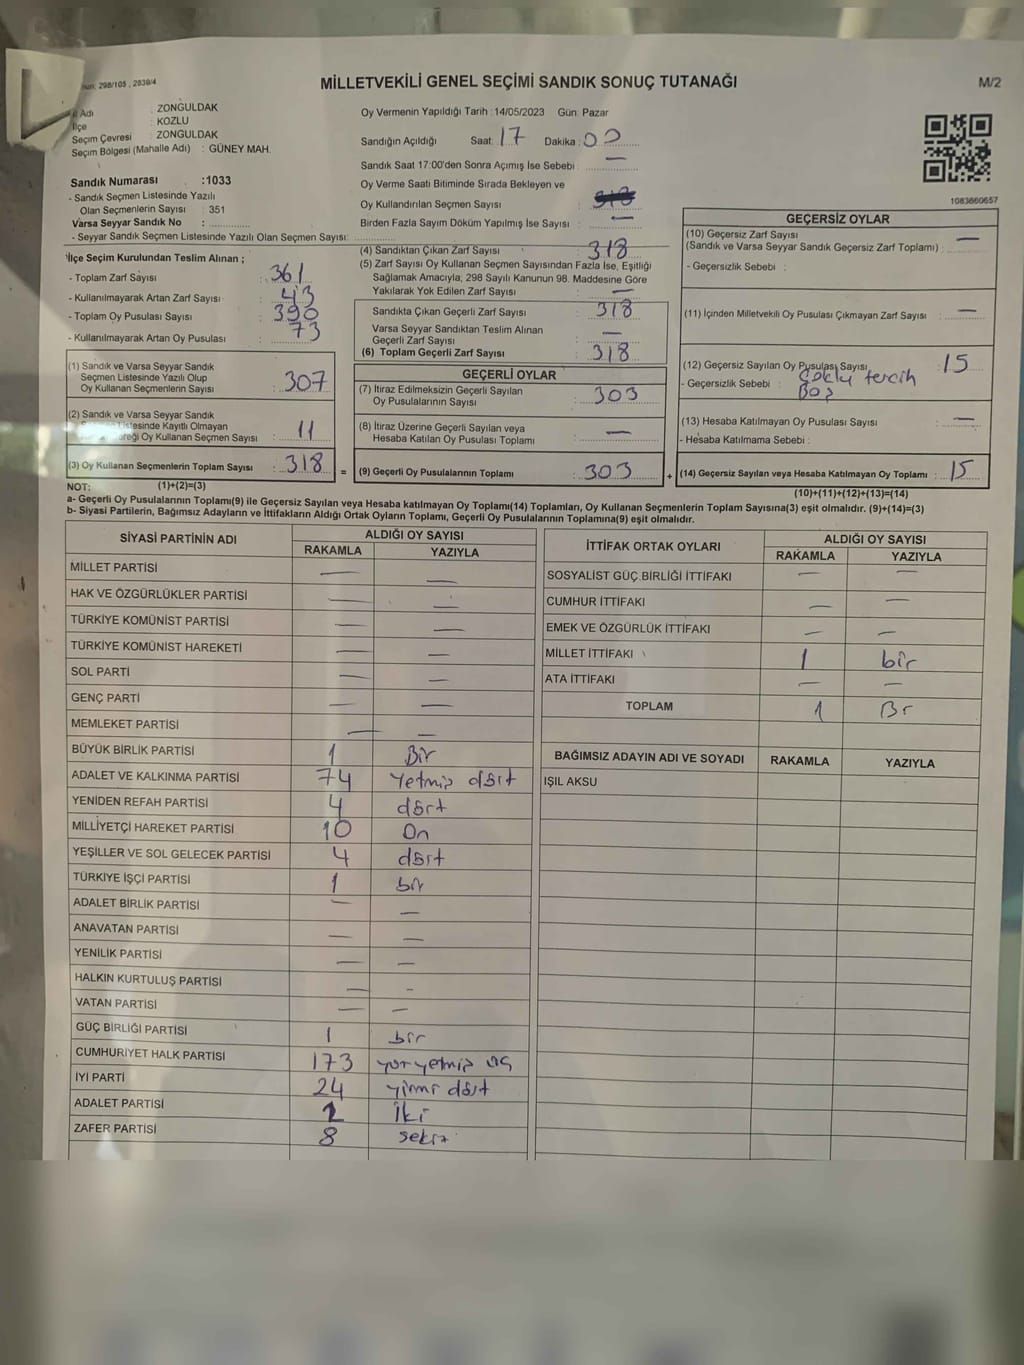 298/105 , 2839/4
MİLLETVEKİLİ GENEL SEÇİMİ SANDIK SONUÇ TUTANAĞI
M/2
İl Adı : ZONGULDAK
İlçe : KOZLU
Seçim Çevresi : ZONGULDAK
Seçim Bölgesi (Mahalle Adı) : GÜNEY MAH.
Oy Vermenin Yapıldığı Tarih : 14/05/2023 Gün: Pazar
Sandığın Açıldığı Saat: 17 Dakika: 00
Sandık Saat 17:00'den Sonra Açımış İse Sebebi : —
Oy Verme Saati Bitiminde Sırada Bekleyen ve
Oy Kullandırılan Seçmen Sayısı :
Birden Fazla Sayım Döküm Yapılmış İse Sayısı : —
Sandık Numarası :1033
- Sandık Seçmen Listesinde Yazılı
Olan Seçmenlerin Sayısı : 351
Varsa Seyyar Sandık No :
- Seyyar Sandık Seçmen Listesinde Yazılı Olan Seçmen Sayısı:
1083660657
İlçe Seçim Kurulundan Teslim Alınan ;
- Toplam Zarf Sayısı : 361
- Kullanılmayarak Artan Zarf Sayısı : 43
- Toplam Oy Pusulası Sayısı : 390
- Kullanılmayarak Artan Oy Pusulası : 73
(4) Sandıktan Çıkan Zarf Sayısı : 318
(5) Zarf Sayısı Oy Kullanan Seçmen Sayısından Fazla İse, Eşitliği
Sağlamak Amacıyla, 298 Sayılı Kanunun 98. Maddesine Göre
Yakılarak Yok Edilen Zarf Sayısı : —
Sandıkta Çıkan Geçerli Zarf Sayısı : 318
Varsa Seyyar Sandıktan Teslim Alınan
Geçerli Zarf Sayısı : —
(6) Toplam Geçerli Zarf Sayısı : 318
GEÇERSİZ OYLAR
(10) Geçersiz Zarf Sayısı
(Sandık ve Varsa Seyyar Sandık Geçersiz Zarf Toplamı) : —
- Geçersizlik Sebebi :
(11) İçinden Milletvekili Oy Pusulası Çıkmayan Zarf Sayısı : —
(12) Geçersiz Sayılan Oy Pusulası Sayısı : 15
- Geçersizlik Sebebi : Çoklu tercih
Boş
(13) Hesaba Katılmayan Oy Pusulası Sayısı : —
- Hesaba Katılmama Sebebi :
(14) Geçersiz Sayılan veya Hesaba Katılmayan Oy Toplamı : 15
(10)+(11)+(12)+(13)=(14)
(1) Sandık ve Varsa Seyyar Sandık
Seçmen Listesinde Yazılı Olup
Oy Kullanan Seçmenlerin Sayısı : 307
(2) Sandık ve Varsa Seyyar Sandık
Listesinde Kayıtlı Olmayan
Oy Kullanan Seçmen Sayısı : 11
(3) Oy Kullanan Seçmenlerin Toplam Sayısı : 318 =
(1)+(2)=(3)
GEÇERLİ OYLAR
(7) İtiraz Edilmeksizin Geçerli Sayılan
Oy Pusulalarının Sayısı : 303
(8) İtiraz Üzerine Geçerli Sayılan veya
Hesaba Katılan Oy Pusulası Toplamı : —
(9) Geçerli Oy Pusulalarının Toplamı : 303 +
NOT:
a- Geçerli Oy Pusulalarının Toplamı(9) ile Geçersiz Sayılan veya Hesaba katılmayan Oy Toplamı(14) Toplamları, Oy Kullanan Seçmenlerin Toplam Sayısına(3) eşit olmalıdır. (9)+(14)=(3)
b- Siyasi Partilerin, Bağımsız Adayların ve İttifakların Aldığı Ortak Oyların Toplamı, Geçerli Oy Pusulalarının Toplamına(9) eşit olmalıdır.
SİYASİ PARTİNİN ADI ALDIĞI OY SAYISI
RAKAMLA YAZIYLA
MİLLET PARTİSİ — —
HAK VE ÖZGÜRLÜKLER PARTİSİ — —
TÜRKİYE KOMÜNİST PARTİSİ — —
TÜRKİYE KOMÜNİST HAREKETİ — —
SOL PARTİ — —
GENÇ PARTİ — —
MEMLEKET PARTİSİ — —
BÜYÜK BİRLİK PARTİSİ 1 Bir
ADALET VE KALKINMA PARTİSİ 74 Yetmiş dört
YENİDEN REFAH PARTİSİ 4 dört
MİLLİYETÇİ HAREKET PARTİSİ 10 On
YEŞİLLER VE SOL GELECEK PARTİSİ 4 dört
TÜRKİYE İŞÇİ PARTİSİ 1 bir
ADALET BİRLİK PARTİSİ — —
ANAVATAN PARTİSİ — —
YENİLİK PARTİSİ — —
HALKIN KURTULUŞ PARTİSİ — -
VATAN PARTİSİ — —
GÜÇ BİRLİĞİ PARTİSİ 1 bir
CUMHURİYET HALK PARTİSİ 173 yüz yetmiş üç
İYİ PARTİ 24 yirmi dört
ADALET PARTİSİ 2 İki
ZAFER PARTİSİ 8 sekiz
İTTİFAK ORTAK OYLARI ALDIĞI OY SAYISI
RAKAMLA YAZIYLA
SOSYALİST GÜÇ BİRLİĞİ İTTİFAKI — —
CUMHUR İTTİFAKI — —
EMEK VE ÖZGÜRLÜK İTTİFAKI — —
MİLLET İTTİFAKI 1 bir
ATA İTTİFAKI — —
TOPLAM 1 Bir
BAĞIMSIZ ADAYIN ADI VE SOYADI RAKAMLA YAZIYLA
IŞIL AKSU